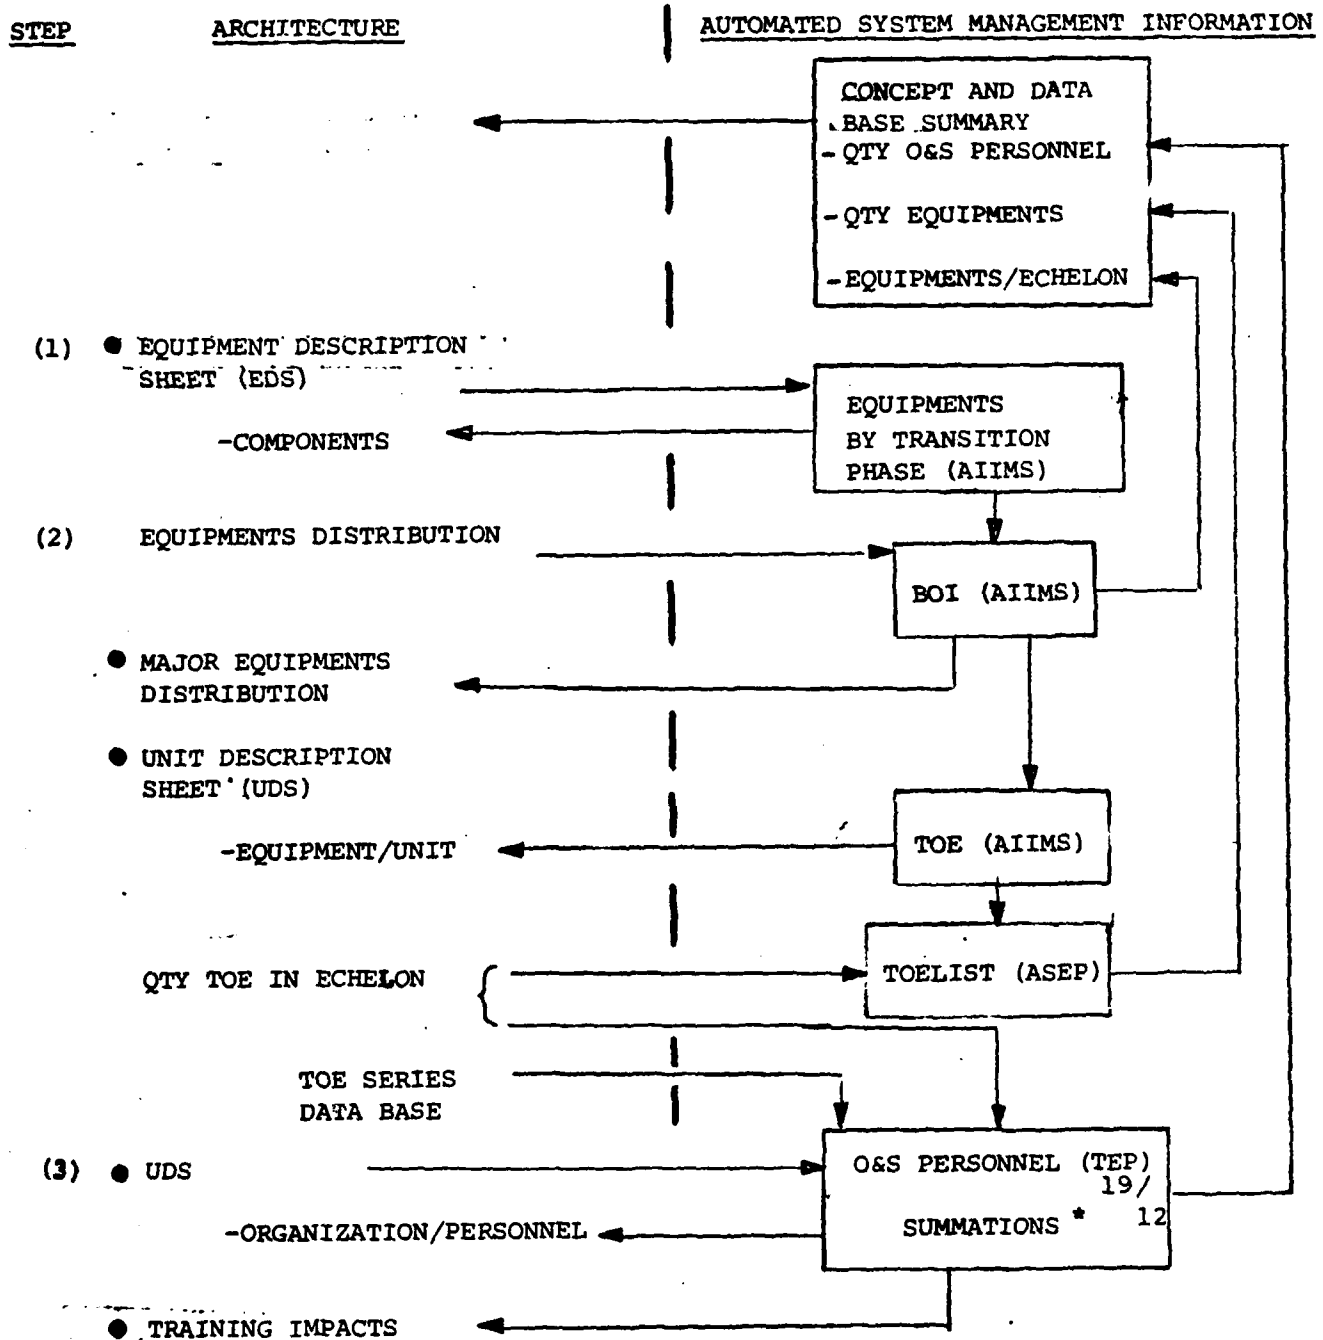 STEP ARCHITECTURE AUTOMATED SYSTEM MANAGEMENT INFORMATION
CONCEPT AND DATA
BASE SUMMARY
-QTY O&S PERSONNEL
-QTY EQUIPMENTS
-EQUIPMENTS/ECHELON
(1) ● EQUIPMENT DESCRIPTION
SHEET (EDS)
-COMPONENTS
EQUIPMENTS
BY TRANSITION
PHASE (AIIMS)
(2) EQUIPMENTS DISTRIBUTION
BOI (AIIMS)
● MAJOR EQUIPMENTS
DISTRIBUTION
● UNIT DESCRIPTION
SHEET (UDS)
-EQUIPMENT/UNIT
TOE (AIIMS)
QTY TOE IN ECHELON
TOELIST (ASEP)
TOE SERIES
DATA BASE
(3) ● UDS
O&S PERSONNEL (TEP)
19/
SUMMATIONS * 12
-ORGANIZATION/PERSONNEL
● TRAINING IMPACTS